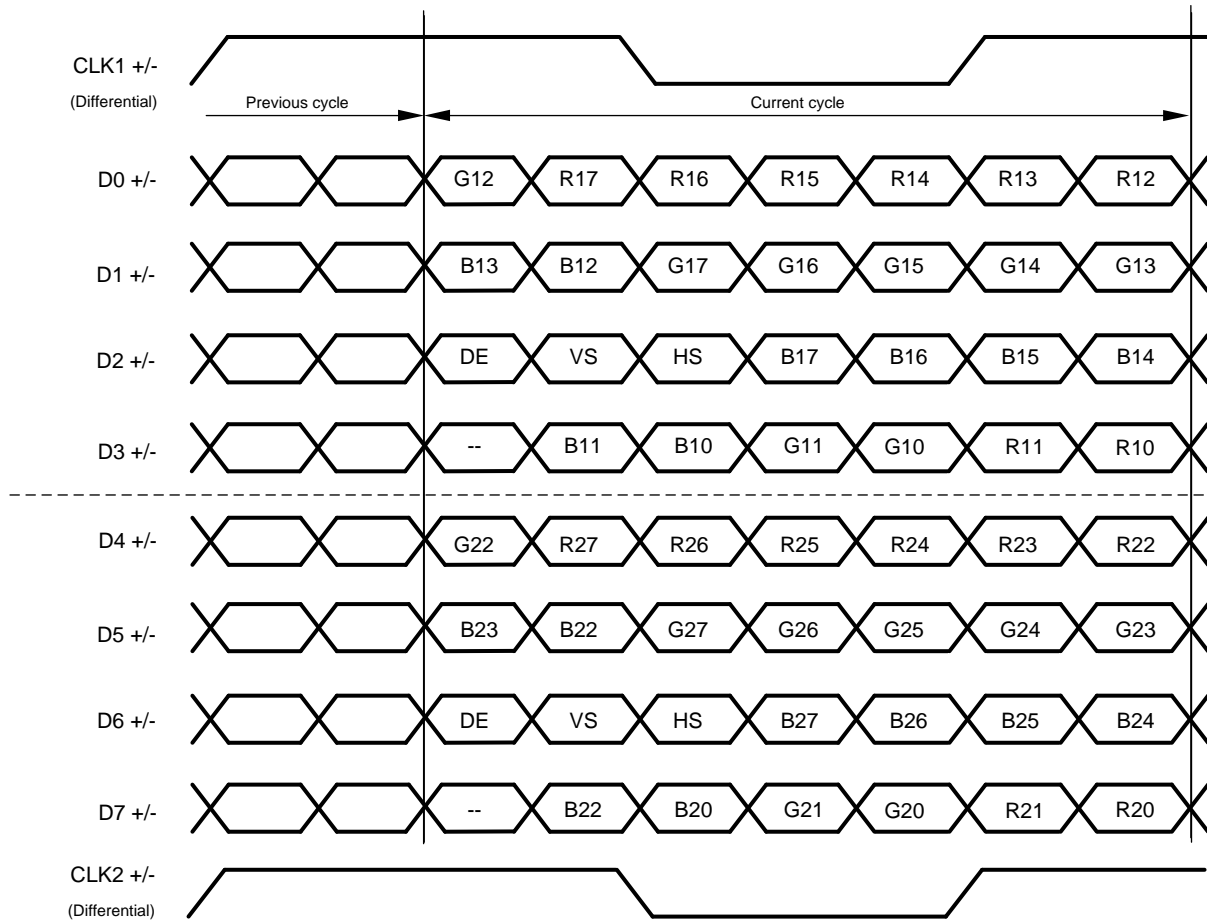 CLK1 +/-
(Differential)
Previous cycle Current cycle
D0 +/- G12 R17 R16 R15 R14 R13 R12
D1 +/- B13 B12 G17 G16 G15 G14 G13
D2 +/- DE VS HS B17 B16 B15 B14
D3 +/- -- B11 B10 G11 G10 R11 R10
D4 +/- G22 R27 R26 R25 R24 R23 R22
D5 +/- B23 B22 G27 G26 G25 G24 G23
D6 +/- DE VS HS B27 B26 B25 B24
D7 +/- -- B22 B20 G21 G20 R21 R20
CLK2 +/-
(Differential)